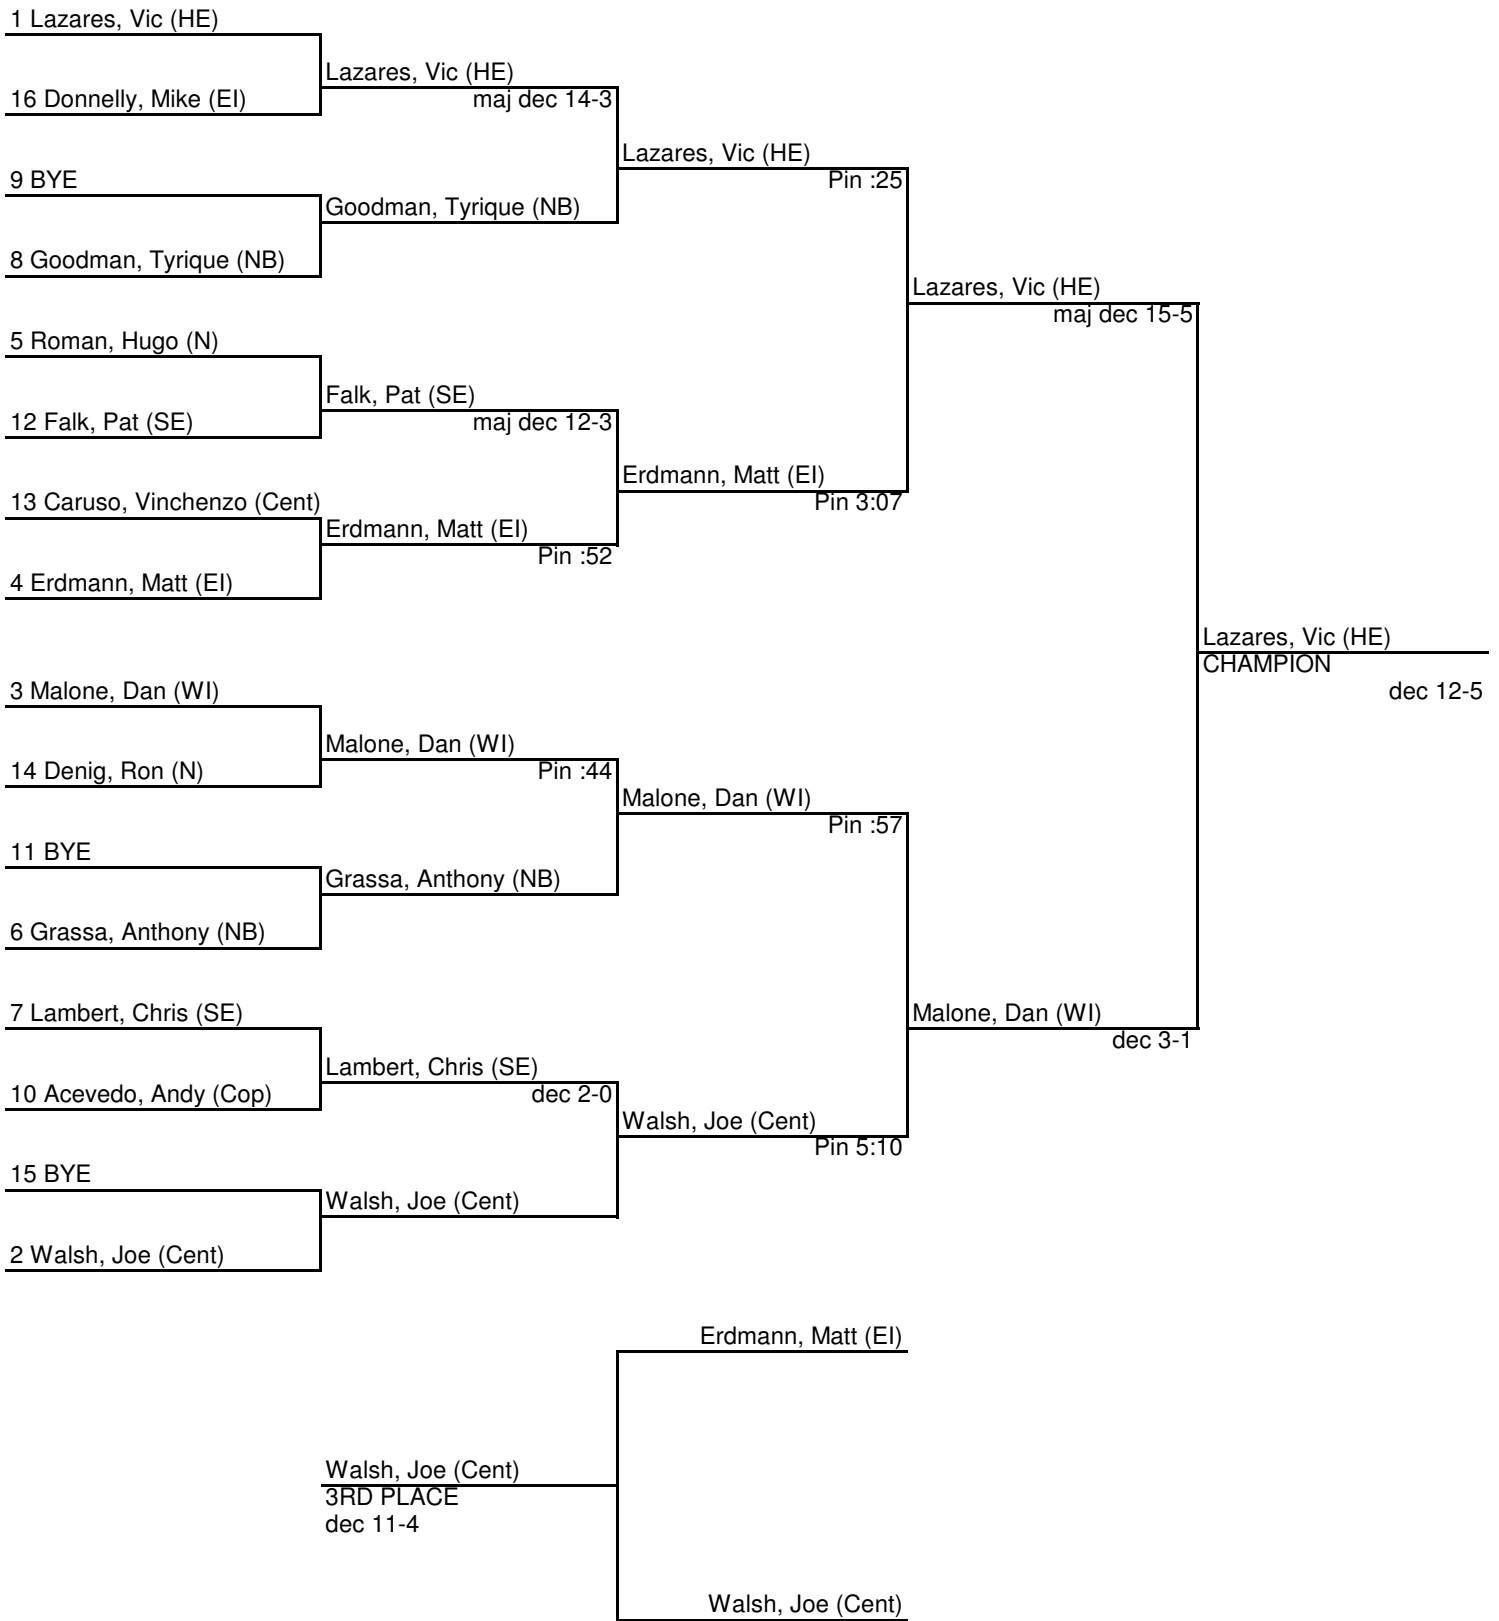 1 Lazares, Vic (HE)
Lazares, Vic (HE)
16 Donnelly, Mike (EI)
maj dec 14-3
Lazares, Vic (HE)
9 BYE
Pin :25
Goodman, Tyrique (NB)
8 Goodman, Tyrique (NB)
Lazares, Vic (HE)
maj dec 15-5
5 Roman, Hugo (N)
Falk, Pat (SE)
12 Falk, Pat (SE)
maj dec 12-3
Erdmann, Matt (EI)
13 Caruso, Vinchenzo (Cent)
Pin 3:07
Erdmann, Matt (EI)
Pin :52
4 Erdmann, Matt (EI)
Lazares, Vic (HE)
CHAMPION
dec 12-5
3 Malone, Dan (WI)
Malone, Dan (WI)
14 Denig, Ron (N)
Pin :44
Malone, Dan (WI)
Pin :57
11 BYE
Grassa, Anthony (NB)
6 Grassa, Anthony (NB)
7 Lambert, Chris (SE)
Malone, Dan (WI)
dec 3-1
Lambert, Chris (SE)
10 Acevedo, Andy (Cop)
dec 2-0
Walsh, Joe (Cent)
Pin 5:10
15 BYE
Walsh, Joe (Cent)
2 Walsh, Joe (Cent)
Erdmann, Matt (EI)
Walsh, Joe (Cent)
3RD PLACE
dec 11-4
Walsh, Joe (Cent)